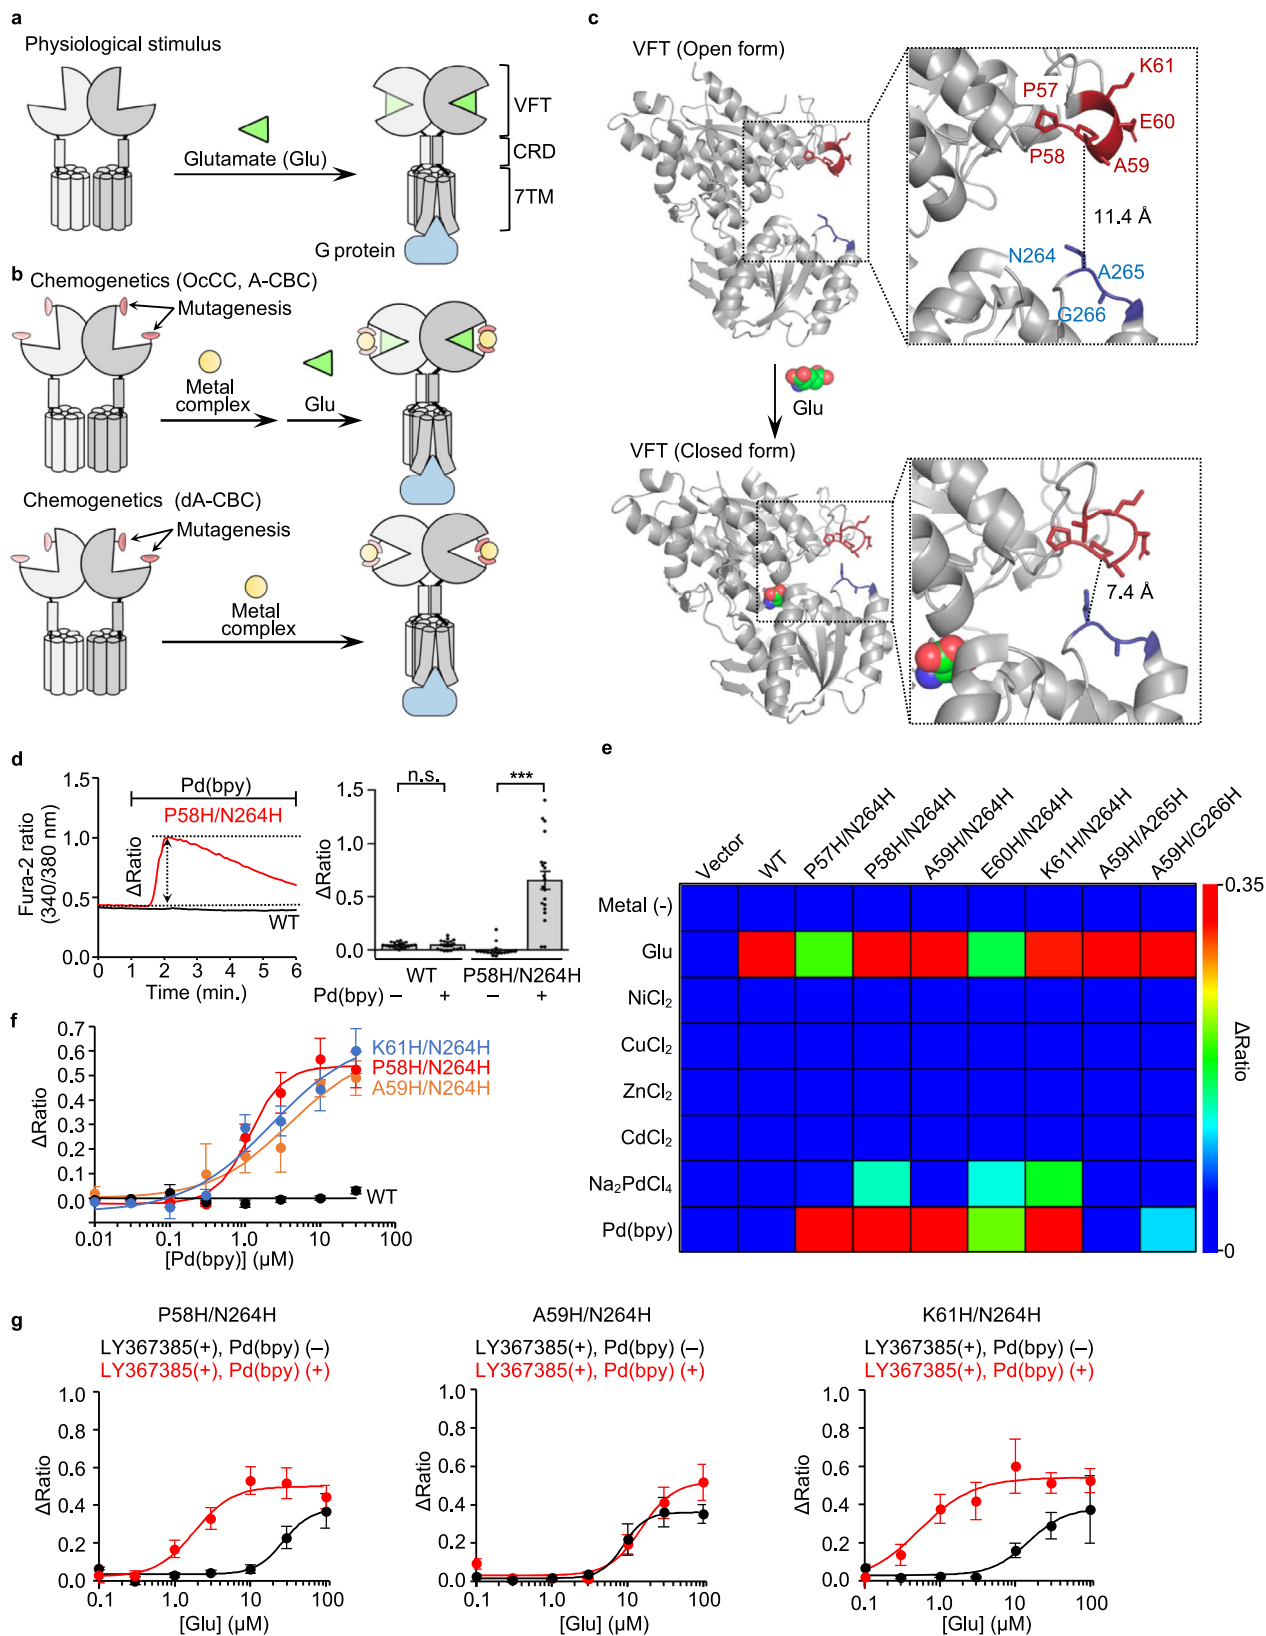 a
Physiological stimulus
Glutamate (Glu)
VFT
CRD
7TM
G protein
b
Chemogenetics (OcCC, A-CBC)
Mutagenesis
Metal
complex
Glu
Chemogenetics (dA-CBC)
Mutagenesis
Metal
complex
c
VFT (Open form)
K61
P57
E60
P58
A59
11.4 Å
N264
A265
G266
Glu
VFT (Closed form)
7.4 Å
d
Pd(bpy)
P58H/N264H
ΔRatio
WT
Fura-2 ratio
(340/380 nm)
1.5
1.0
0.5
0.0
0 1 2 3 4 5 6
Time (min.)
n.s.
***
ΔRatio
1.5
1.0
0.5
0.0
WT
P58H/N264H
Pd(bpy) – + – +
e
Vector
WT
P57H/N264H
P58H/N264H
A59H/N264H
E60H/N264H
K61H/N264H
A59H/A265H
A59H/G266H
Metal (-)
Glu
NiCl₂
CuCl₂
ZnCl₂
CdCl₂
Na₂PdCl₄
Pd(bpy)
0.35
ΔRatio
0
f
0.7
0.6
0.5
0.4
0.3
0.2
0.1
0.0
ΔRatio
K61H/N264H
P58H/N264H
A59H/N264H
WT
0.01 0.1 1 10 100
[Pd(bpy)] (μM)
g
P58H/N264H
LY367385(+), Pd(bpy) (–)
LY367385(+), Pd(bpy) (+)
1.0
0.8
0.6
0.4
0.2
0.0
ΔRatio
0.1 1.0 10 100
[Glu] (μM)
A59H/N264H
LY367385(+), Pd(bpy) (–)
LY367385(+), Pd(bpy) (+)
1.0
0.8
0.6
0.4
0.2
0.0
ΔRatio
0.1 1.0 10 100
[Glu] (μM)
K61H/N264H
LY367385(+), Pd(bpy) (–)
LY367385(+), Pd(bpy) (+)
1.0
0.8
0.6
0.4
0.2
0.0
ΔRatio
0.1 1.0 10 100
[Glu] (μM)